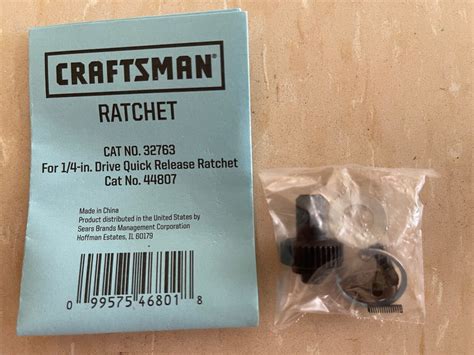 CRAFTSMAN®
RATCHET
CAT NO. 32763
For 1/4-in. Drive Quick Release Ratchet
Cat No. 44807
Made in China
Product distributed in the United States by
Sears Brands Management Corporation
Hoffman Estates, IL 60179
0 99575 46801 8